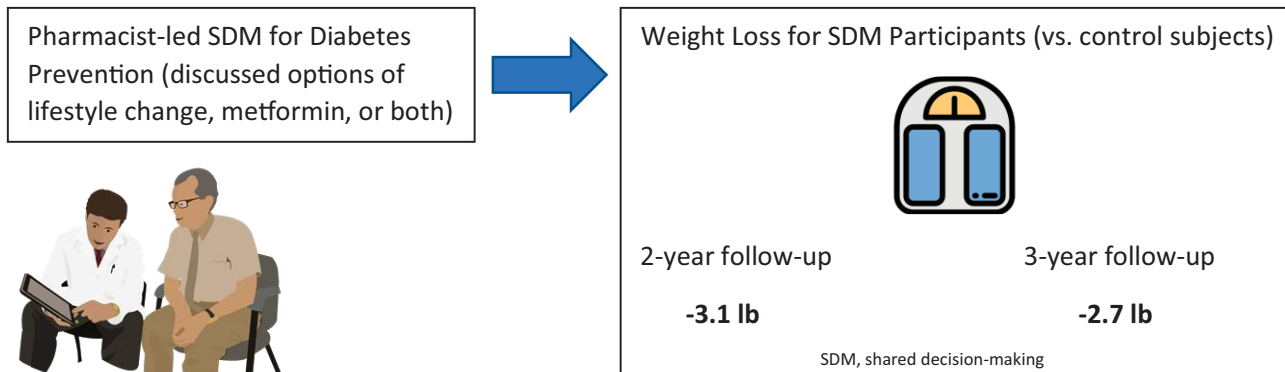 Pharmacist-led SDM for Diabetes
Prevention (discussed options of
lifestyle change, metformin, or both)
Weight Loss for SDM Participants (vs. control subjects)
2-year follow-up
3-year follow-up
-3.1 lb
-2.7 lb
SDM, shared decision-making